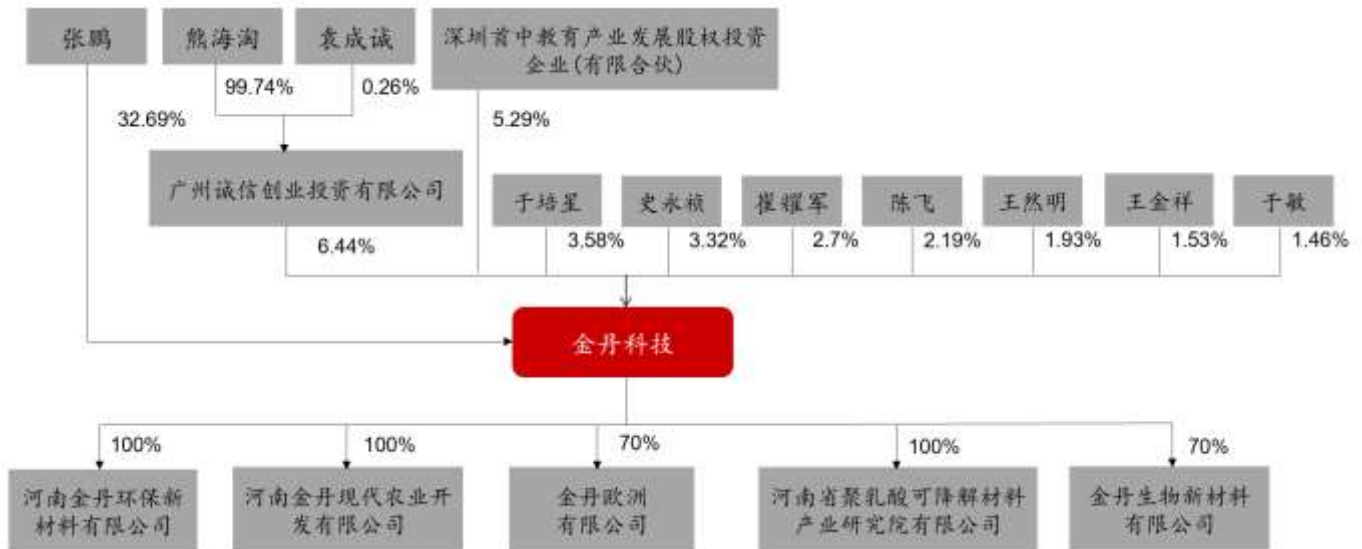 张鹏
熊海淘
袁成诚
深圳首中教育产业发展股权投资
企业(有限合伙)
99.74%
0.26%
32.69%
5.29%
广州诚信创业投资有限公司
于培星
史永祯
崔耀军
陈飞
王然明
王金祥
于敏
6.44%
3.58%
3.32%
2.7%
2.19%
1.93%
1.53%
1.46%
金丹科技
100%
100%
70%
100%
70%
河南金丹环保新
材料有限公司
河南金丹现代农业开
发有限公司
金丹欧洲
有限公司
河南省聚乳酸可降解材料
产业研究院有限公司
金丹生物新材料
有限公司